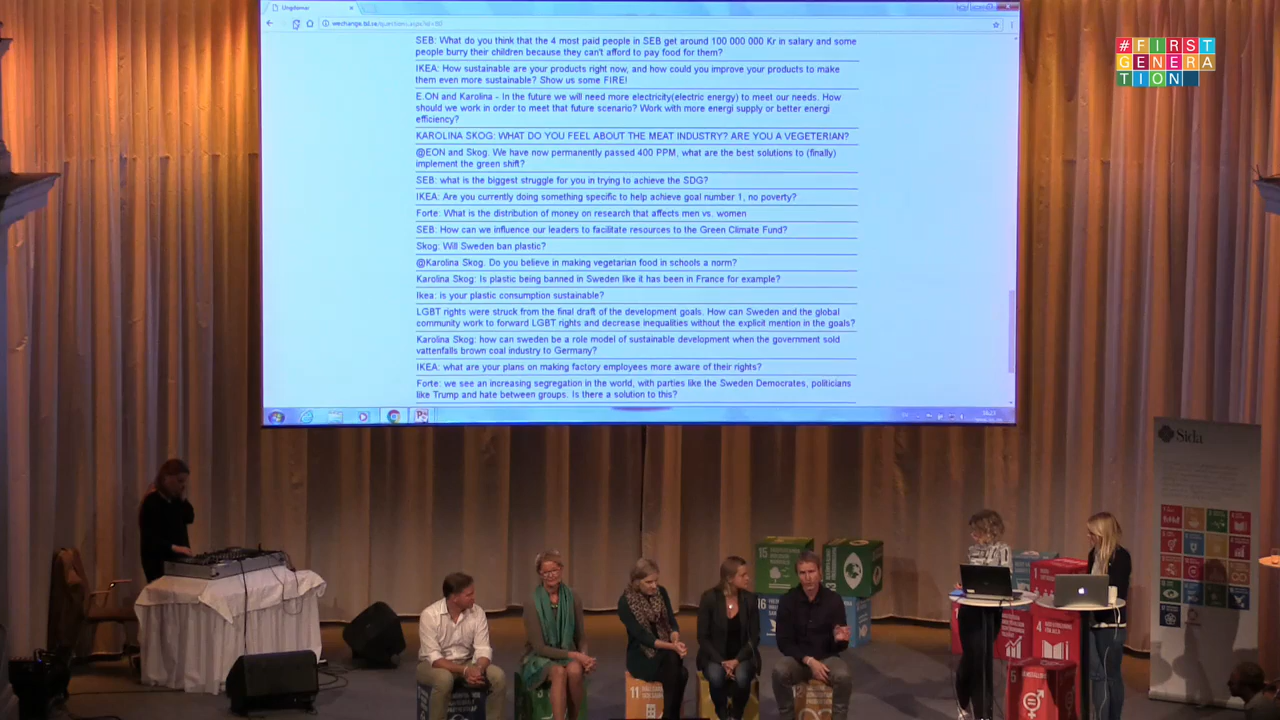 Ungdomar
wechange.tsl.se/question.aspx?id=80
#FIRST
GENERA
TION
SEB: What do you think that the 4 most paid people in SEB get around 100 000 000 Kr in salary and some
people burry their children because they can't afford to pay food for them?
IKEA: How sustainable are your products right now, and how could you improve your products to make
them even more sustainable? Show us some FIRE!
E.ON and Karolina - In the future we will need more electricity(electric energy) to meet our needs. How
should we work in order to meet that future scenario? Work with more energi supply or better energi
efficiency?
KAROLINA SKOG: WHAT DO YOU FEEL ABOUT THE MEAT INDUSTRY? ARE YOU A VEGETERIAN?
@EON and Skog. We have now permanently passed 400 PPM, what are the best solutions to (finally)
implement the green shift?
SEB: what is the biggest struggle for you in trying to achieve the SDG?
IKEA: Are you currently doing something specific to help achieve goal number 1, no poverty?
Forte: What is the distribution of money on research that affects men vs. women
SEB: How can we influence our leaders to facilitate resources to the Green Climate Fund?
Skog: Will Sweden ban plastic?
@Karolina Skog. Do you believe in making vegetarian food in schools a norm?
Karolina Skog: Is plastic being banned in Sweden like it has been in France for example?
Ikea: is your plastic consumption sustainable?
LGBT rights were struck from the final draft of the development goals. How can Sweden and the global
community work to forward LGBT rights and decrease inequalities without the explicit mention in the goals?
Karolina Skog: how can sweden be a role model of sustainable development when the government sold
vattenfalls brown coal industry to Germany?
IKEA: what are your plans on making factory employees more aware of their rights?
Forte: we see an increasing segregation in the world, with parties like the Sweden Democrates, politicians
like Trump and hate between groups. Is there a solution to this?
Sida
15
13
16
1
4
5
3
11